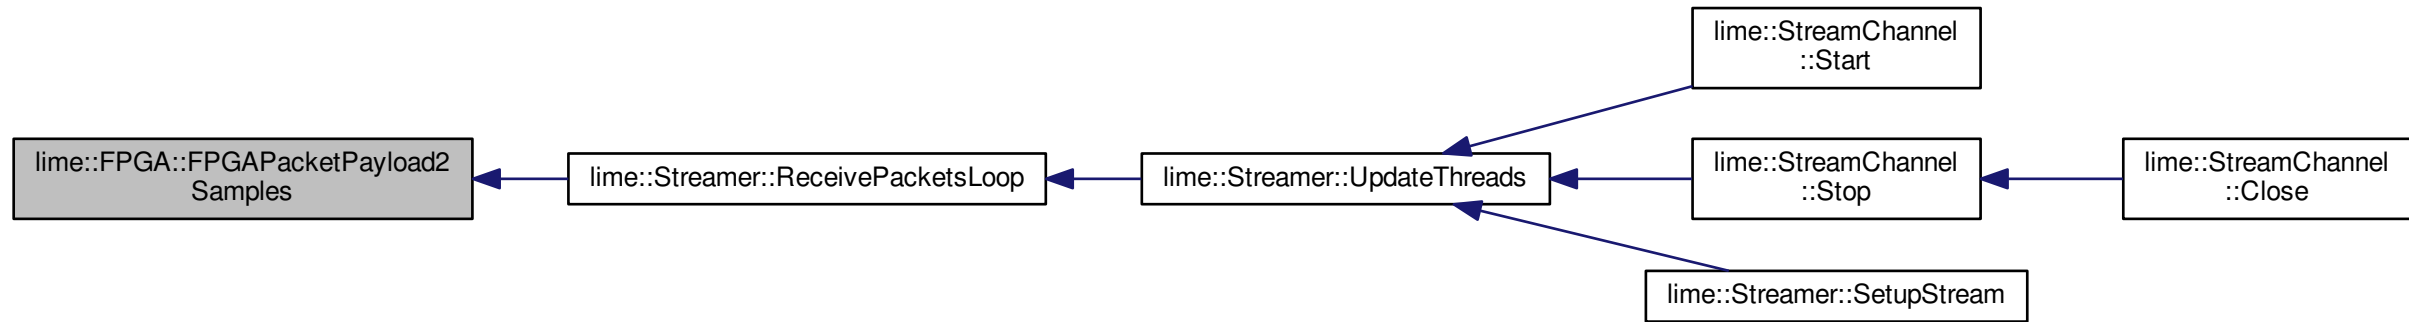 lime::FPGA::FPGAPacketPayload2
Samples
lime::Streamer::ReceivePacketsLoop
lime::Streamer::UpdateThreads
lime::StreamChannel
::Start
lime::StreamChannel
::Stop
lime::StreamChannel
::Close
lime::Streamer::SetupStream